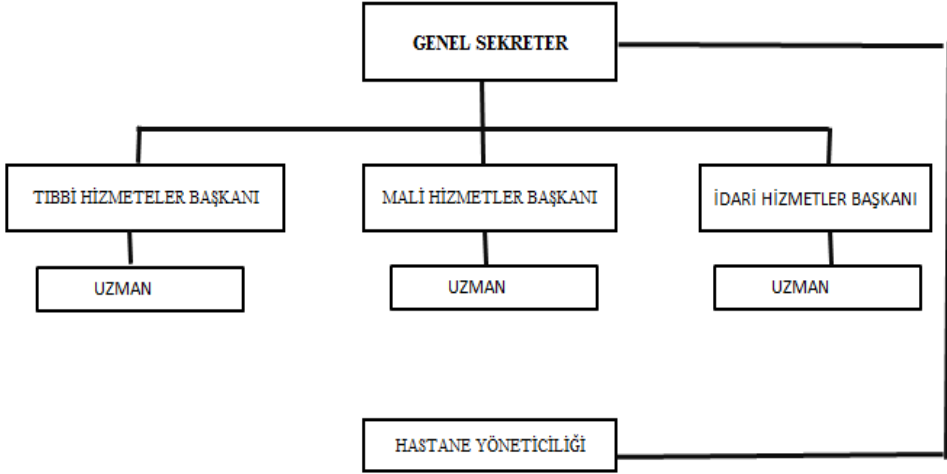 GENEL SEKRETER
TIBBİ HİZMETELER BAŞKANI
MALİ HİZMETLER BAŞKANI
İDARİ HİZMETLER BAŞKANI
UZMAN
UZMAN
UZMAN
HASTANE YÖNETİCİLİĞİ